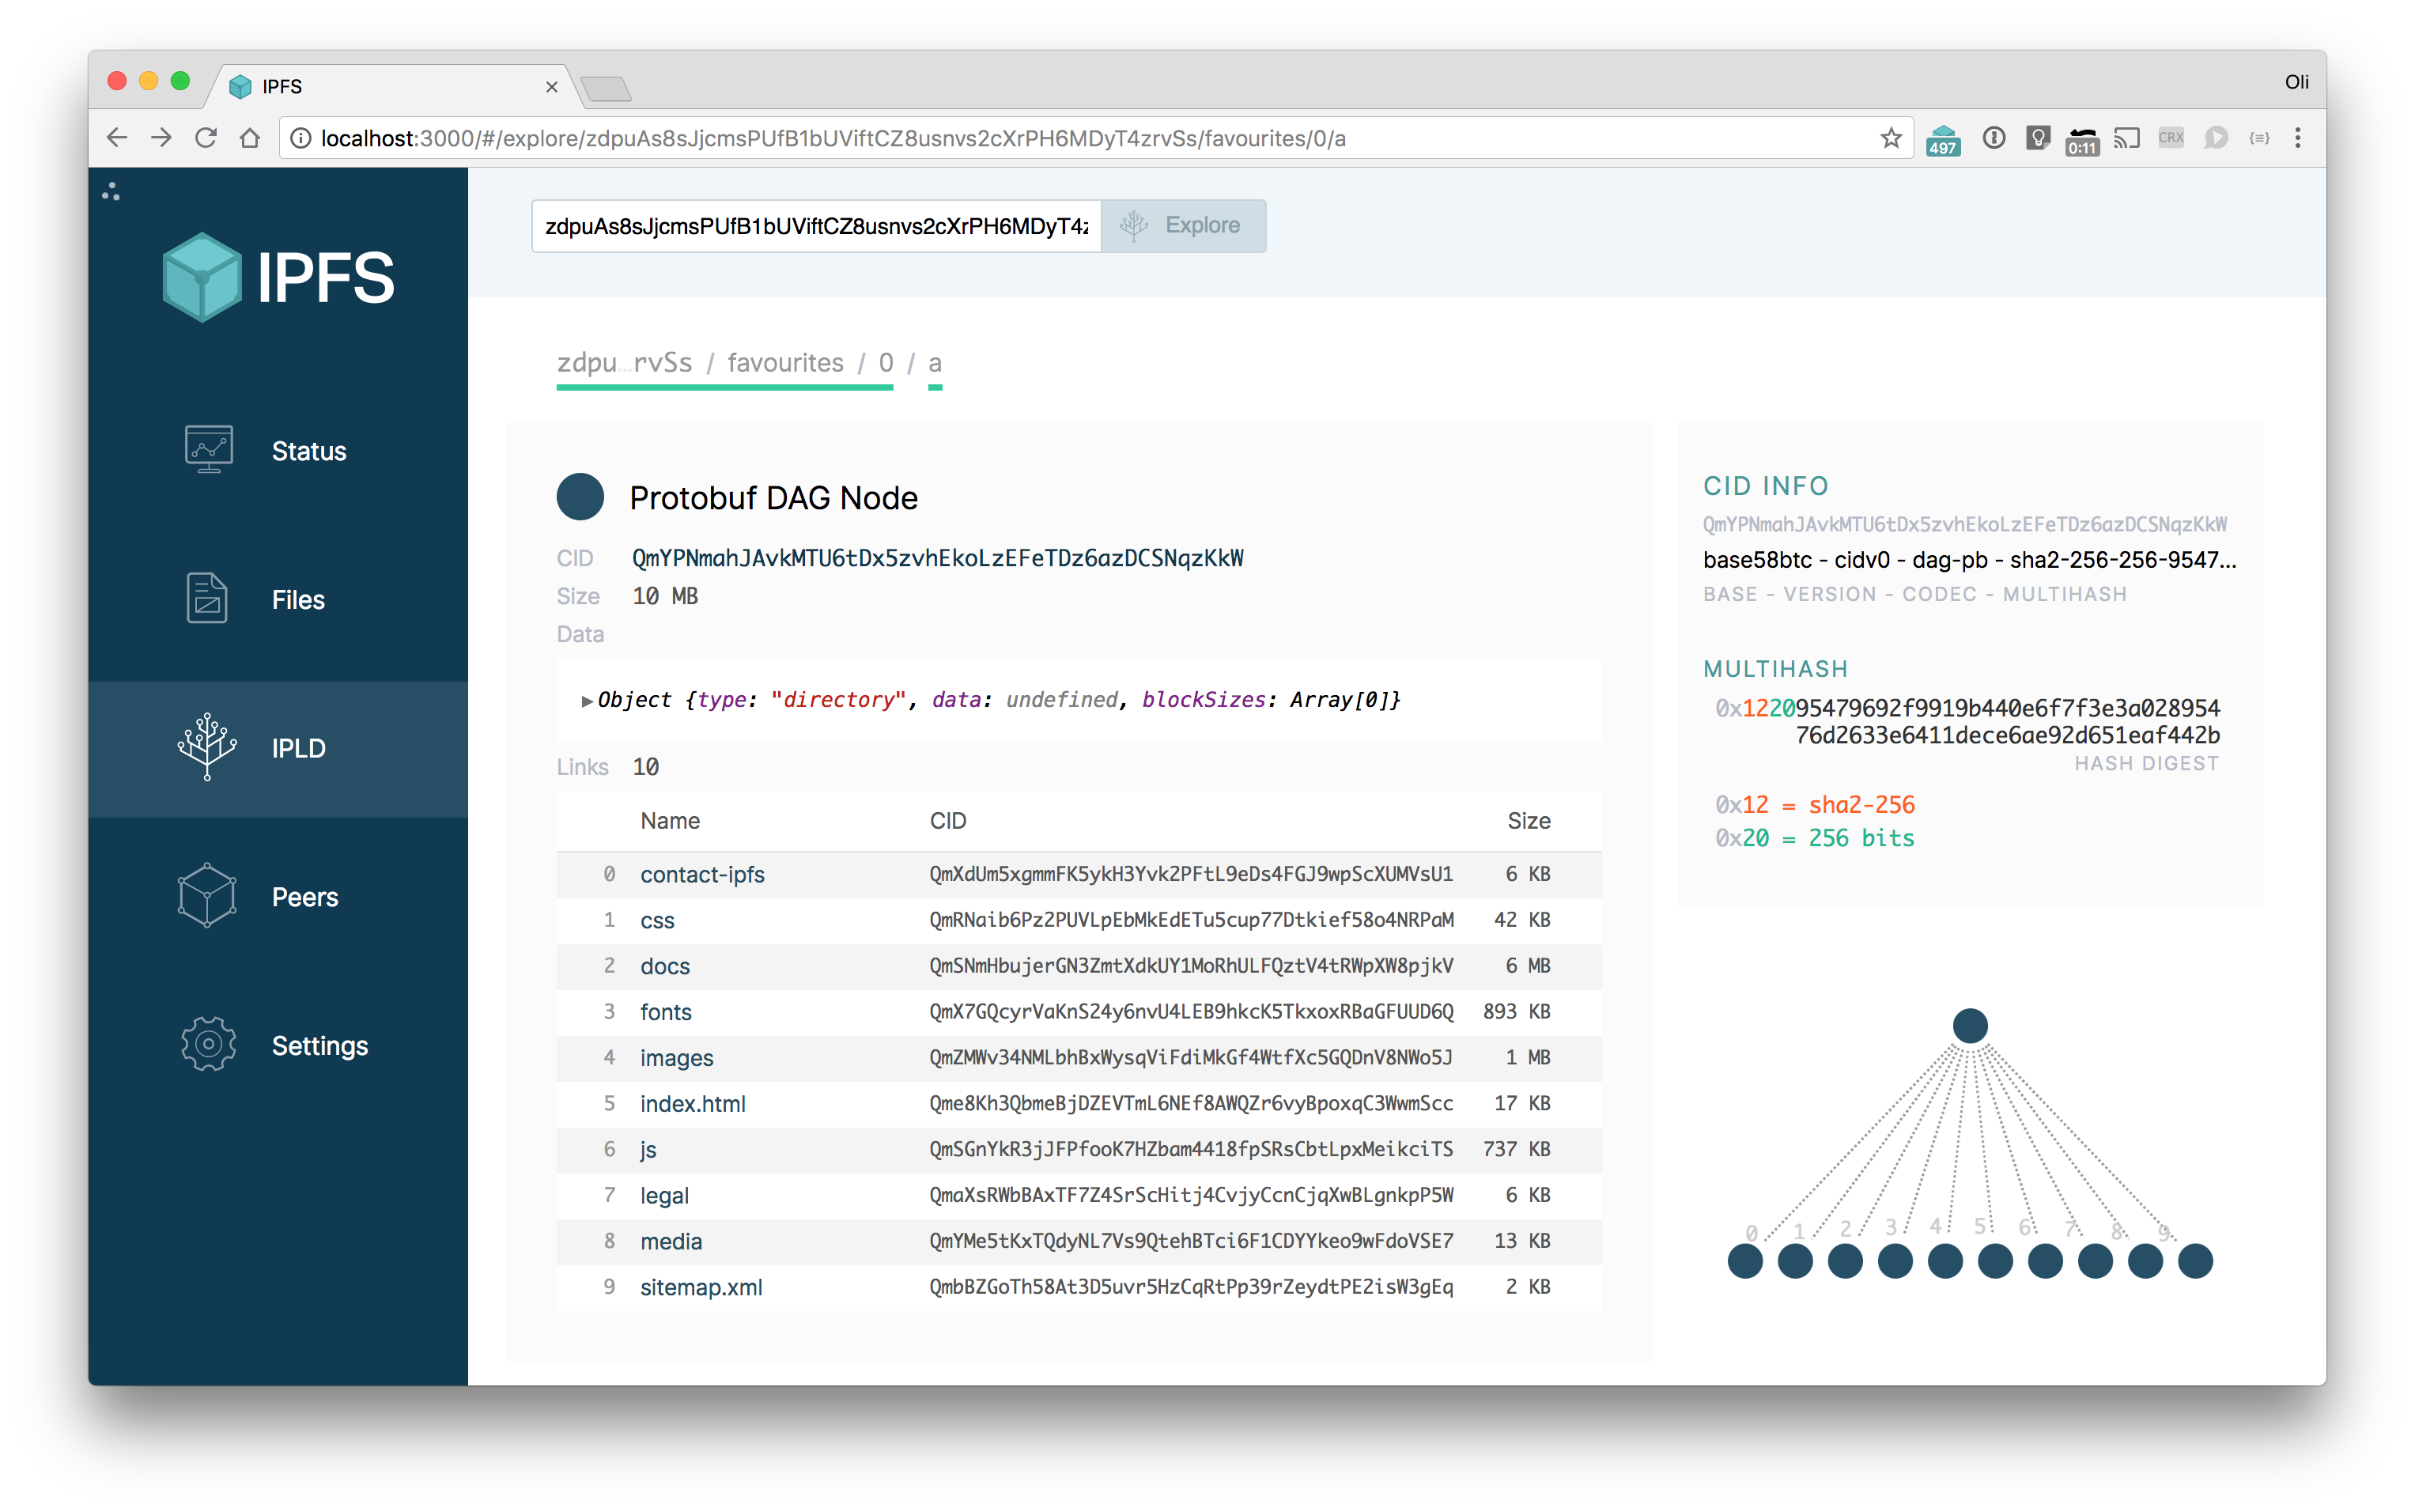 IPFS
Oli
localhost:3000/#/explore/zdpuAs8sJjcmsPUfB1bUViftCZ8usnvs2cXrPH6MDyT4zrvSs/favourites/0/a
497
0:11
CRX
zdpuAs8sJjcmsPUfB1bUViftCZ8usnvs2cXrPH6MDyT4z
Explore
IPFS
Status
Files
IPLD
Peers
Settings
zdpu...rvSs / favourites / 0 / a
Protobuf DAG Node
CID QmYPNmahJAvkMTU6tDx5zvhEkoLzEFeTDz6azDCSNqzKkW
Size 10 MB
Data
▶Object {type: "directory", data: undefined, blockSizes: Array[0]}
Links 10
Name CID Size
0 contact-ipfs QmXdUm5xgmmFK5ykH3Yvk2PFtL9eDs4FGJ9wpScXUMVsU1 6 KB
1 css QmRNaib6Pz2PUVLpEbMkEdETu5cup77Dtkief58o4NRPaM 42 KB
2 docs QmSNmHbujerGN3ZmtXdkUY1MoRhULFQztV4tRWpXW8pjkV 6 MB
3 fonts QmX7GQcyrVaKnS24y6nvU4LEB9hkcK5TkxoxRBaGFUUD6Q 893 KB
4 images QmZMWv34NMLbhBxWysqViFdiMkGf4WtfXc5GQDnV8NWo5J 1 MB
5 index.html Qme8Kh3QbmeBjDZEVTmL6NEf8AWQZr6vyBpoxqC3WwmScc 17 KB
6 js QmSGnYkR3jJFPfooK7HZbam4418fpSRsCbtLpxMeikciTS 737 KB
7 legal QmaXsRWbBAxTF7Z4SrScHitj4CvjyCcnCjqXwBLgnkpP5W 6 KB
8 media QmYMe5tKxTQdyNL7Vs9QtehBTci6F1CDYYkeo9wFdoVSE7 13 KB
9 sitemap.xml QmbBZGoTh58At3D5uvr5HzCqRtPp39rZeydtPE2isW3gEq 2 KB
CID INFO
QmYPNmahJAvkMTU6tDx5zvhEkoLzEFeTDz6azDCSNqzKkW
base58btc - cidv0 - dag-pb - sha2-256-256-9547...
BASE - VERSION - CODEC - MULTIHASH
MULTIHASH
0x122095479692f9919b440e6f7f3e3a028954
76d2633e6411dece6ae92d651eaf442b
HASH DIGEST
0x12 = sha2-256
0x20 = 256 bits
0 1 2 3 4 5 6 7 8 9